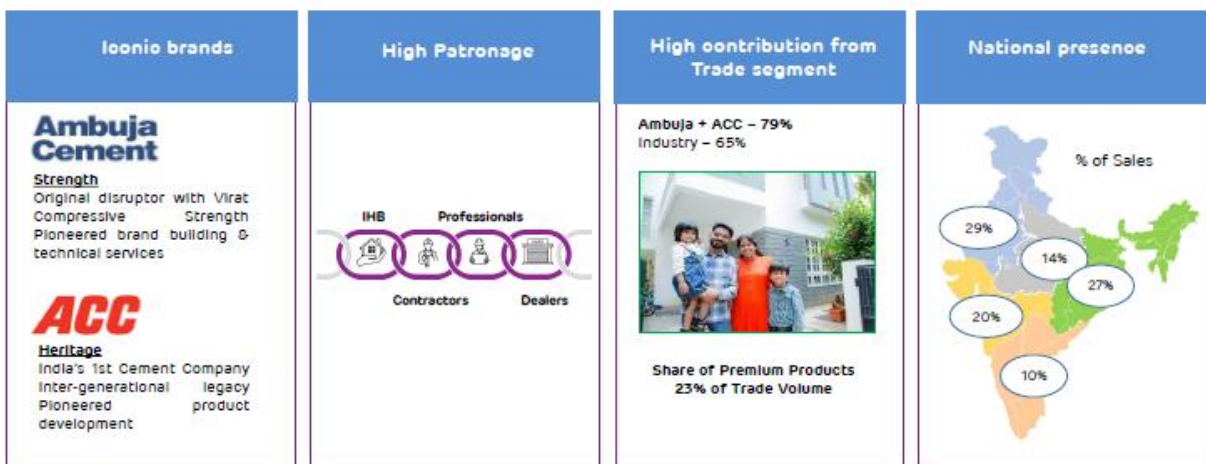 Iconio brands
Ambuja
Cement
Strength
Original disruptor with Virat
Compressive Strength
Pioneered brand building &
technical services
ACC
Heritage
India's 1st Cement Company
Inter-generational legacy
Pioneered product
development
High Patronage
IHB Professionals
Contractors Dealers
High contribution from
Trade segment
Ambuja + ACC – 79%
Industry – 65%
Share of Premium Products
23% of Trade Volume
National presence
% of Sales
29%
14%
27%
20%
10%